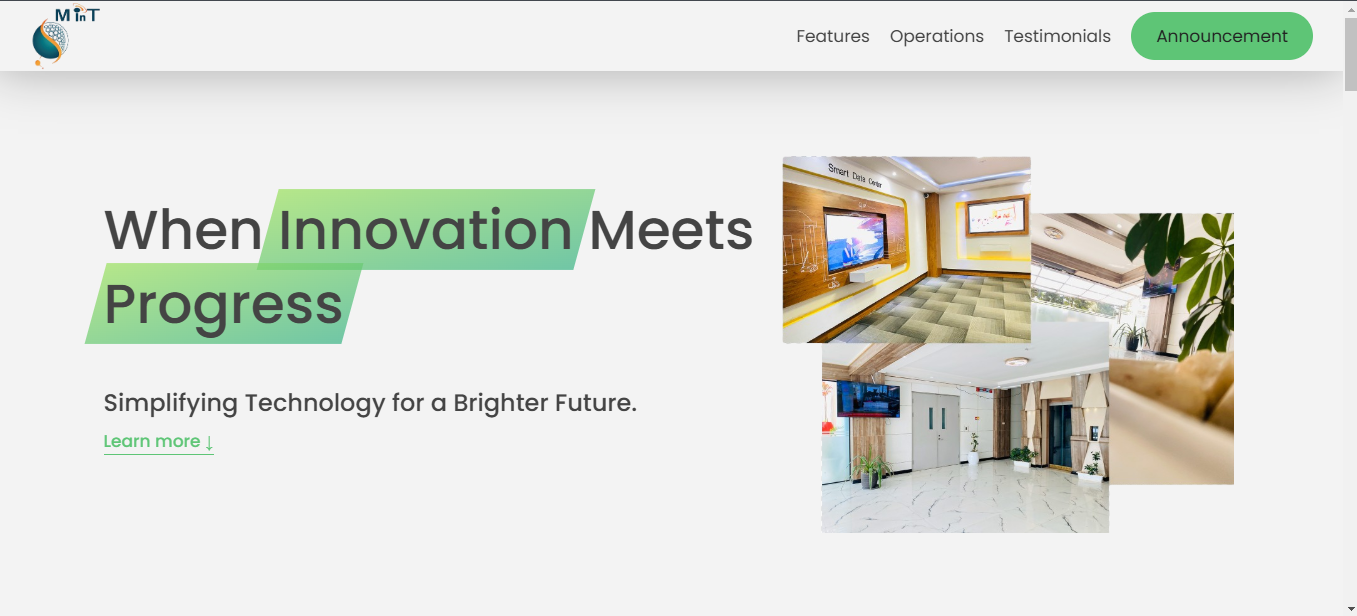 MinT
Features Operations Testimonials Announcement
When Innovation Meets
Progress
Simplifying Technology for a Brighter Future.
Learn more ↓
Smart Data Center